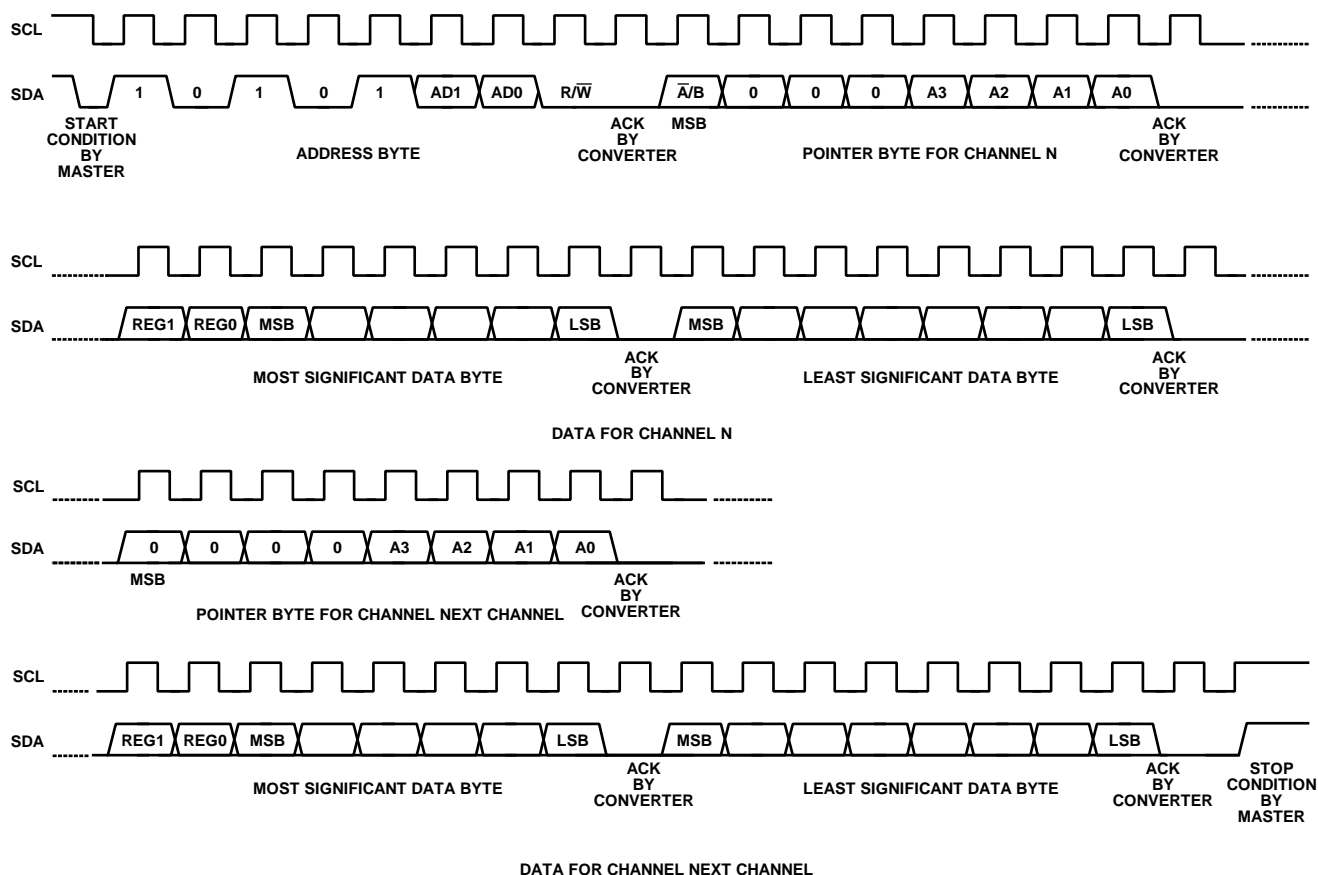 SCL
SDA 1 0 1 0 1 AD1 AD0 R/W̅ A̅/B 0 0 0 A3 A2 A1 A0
START
CONDITION
BY
MASTER
ADDRESS BYTE
ACK
BY
CONVERTER
MSB
POINTER BYTE FOR CHANNEL N
ACK
BY
CONVERTER
SCL
SDA REG1 REG0 MSB LSB MSB LSB
MOST SIGNIFICANT DATA BYTE
ACK
BY
CONVERTER
LEAST SIGNIFICANT DATA BYTE
ACK
BY
CONVERTER
DATA FOR CHANNEL N
SCL
SDA 0 0 0 0 A3 A2 A1 A0
MSB
POINTER BYTE FOR CHANNEL NEXT CHANNEL
ACK
BY
CONVERTER
SCL
SDA REG1 REG0 MSB LSB MSB LSB
MOST SIGNIFICANT DATA BYTE
ACK
BY
CONVERTER
LEAST SIGNIFICANT DATA BYTE
ACK
BY
CONVERTER
STOP
CONDITION
BY
MASTER
DATA FOR CHANNEL NEXT CHANNEL